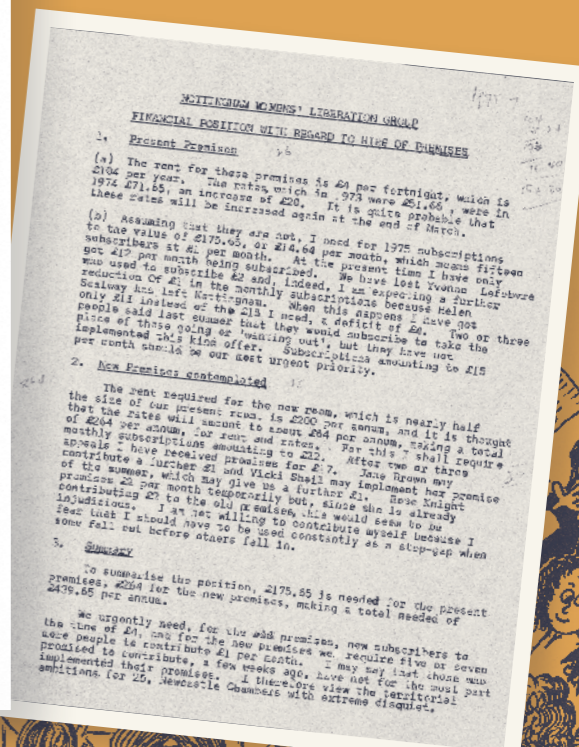 NOTTINGHAM WOMENS' LIBERATION GROUP
FINANCIAL POSITION WITH REGARD TO HIRE OF PREMISES
1. Present Premises
(a) The rent for these premises is £4 per fortnight, which is
£104 per year. The rates, which in 1973 were £51.66, were in
1974 £71.65, an increase of £20. It is quite probable that
these rates will be increased again at the end of March.
(b) Assuming that they are not, I need for 1975 subscriptions
to the value of £175.65, or £14.64 per month, which means fifteen
subscribers at £1 per month. At the present time I have only
got £12 per month being subscribed. We have lost Yvonne Lefebvre
who used to subscribe £2 and, indeed, I am expecting a further
reduction of £1 in the monthly subscriptions because Helen
has left Nottingham. When this happens I have got
only £11 instead of the £15 I need, a deficit of £4. Two or three
people said last summer that they would subscribe to take the
place of those going or 'wanting out', but they have not
implemented this kind offer. Subscriptions amounting to £15
per month should be our most urgent priority.
2. New Premises contemplated
The rent required for the new room, which is nearly half
the size of our present room, is £200 per annum, and it is thought
that the rates will amount to about £64 per annum, making a total
of £264 per annum, for rent and rates. For this I shall require
monthly subscriptions amounting to £22. After two or three
appeals I have received promises for £17. Jane Brown may
contribute a further £1 and Vicki may implement her promise
of the summer, which may give us a further £1. Rose Knight
promises £2 per month temporarily but, since she is already
contributing £2 to the old premises, this would seem to be
injudicious. I am not willing to contribute myself because I
fear that I should have to be used constantly as a stop-gap when
some fall out before others fall in.
3. Summary
To summarise the position, £175.65 is needed for the present
premises, £264 for the new premises, making a total needed of
£439.65 per annum.
We urgently need, for the old premises, new subscribers to
the tune of £4, and for the new premises we require five or seven
more people to contribute £1 per month. I may say that those who
promised to contribute, a few weeks ago, have not for the most part
implemented their promises. I therefore view the territorial
ambitions for 25, Newcastle Chambers with extreme disquiet.